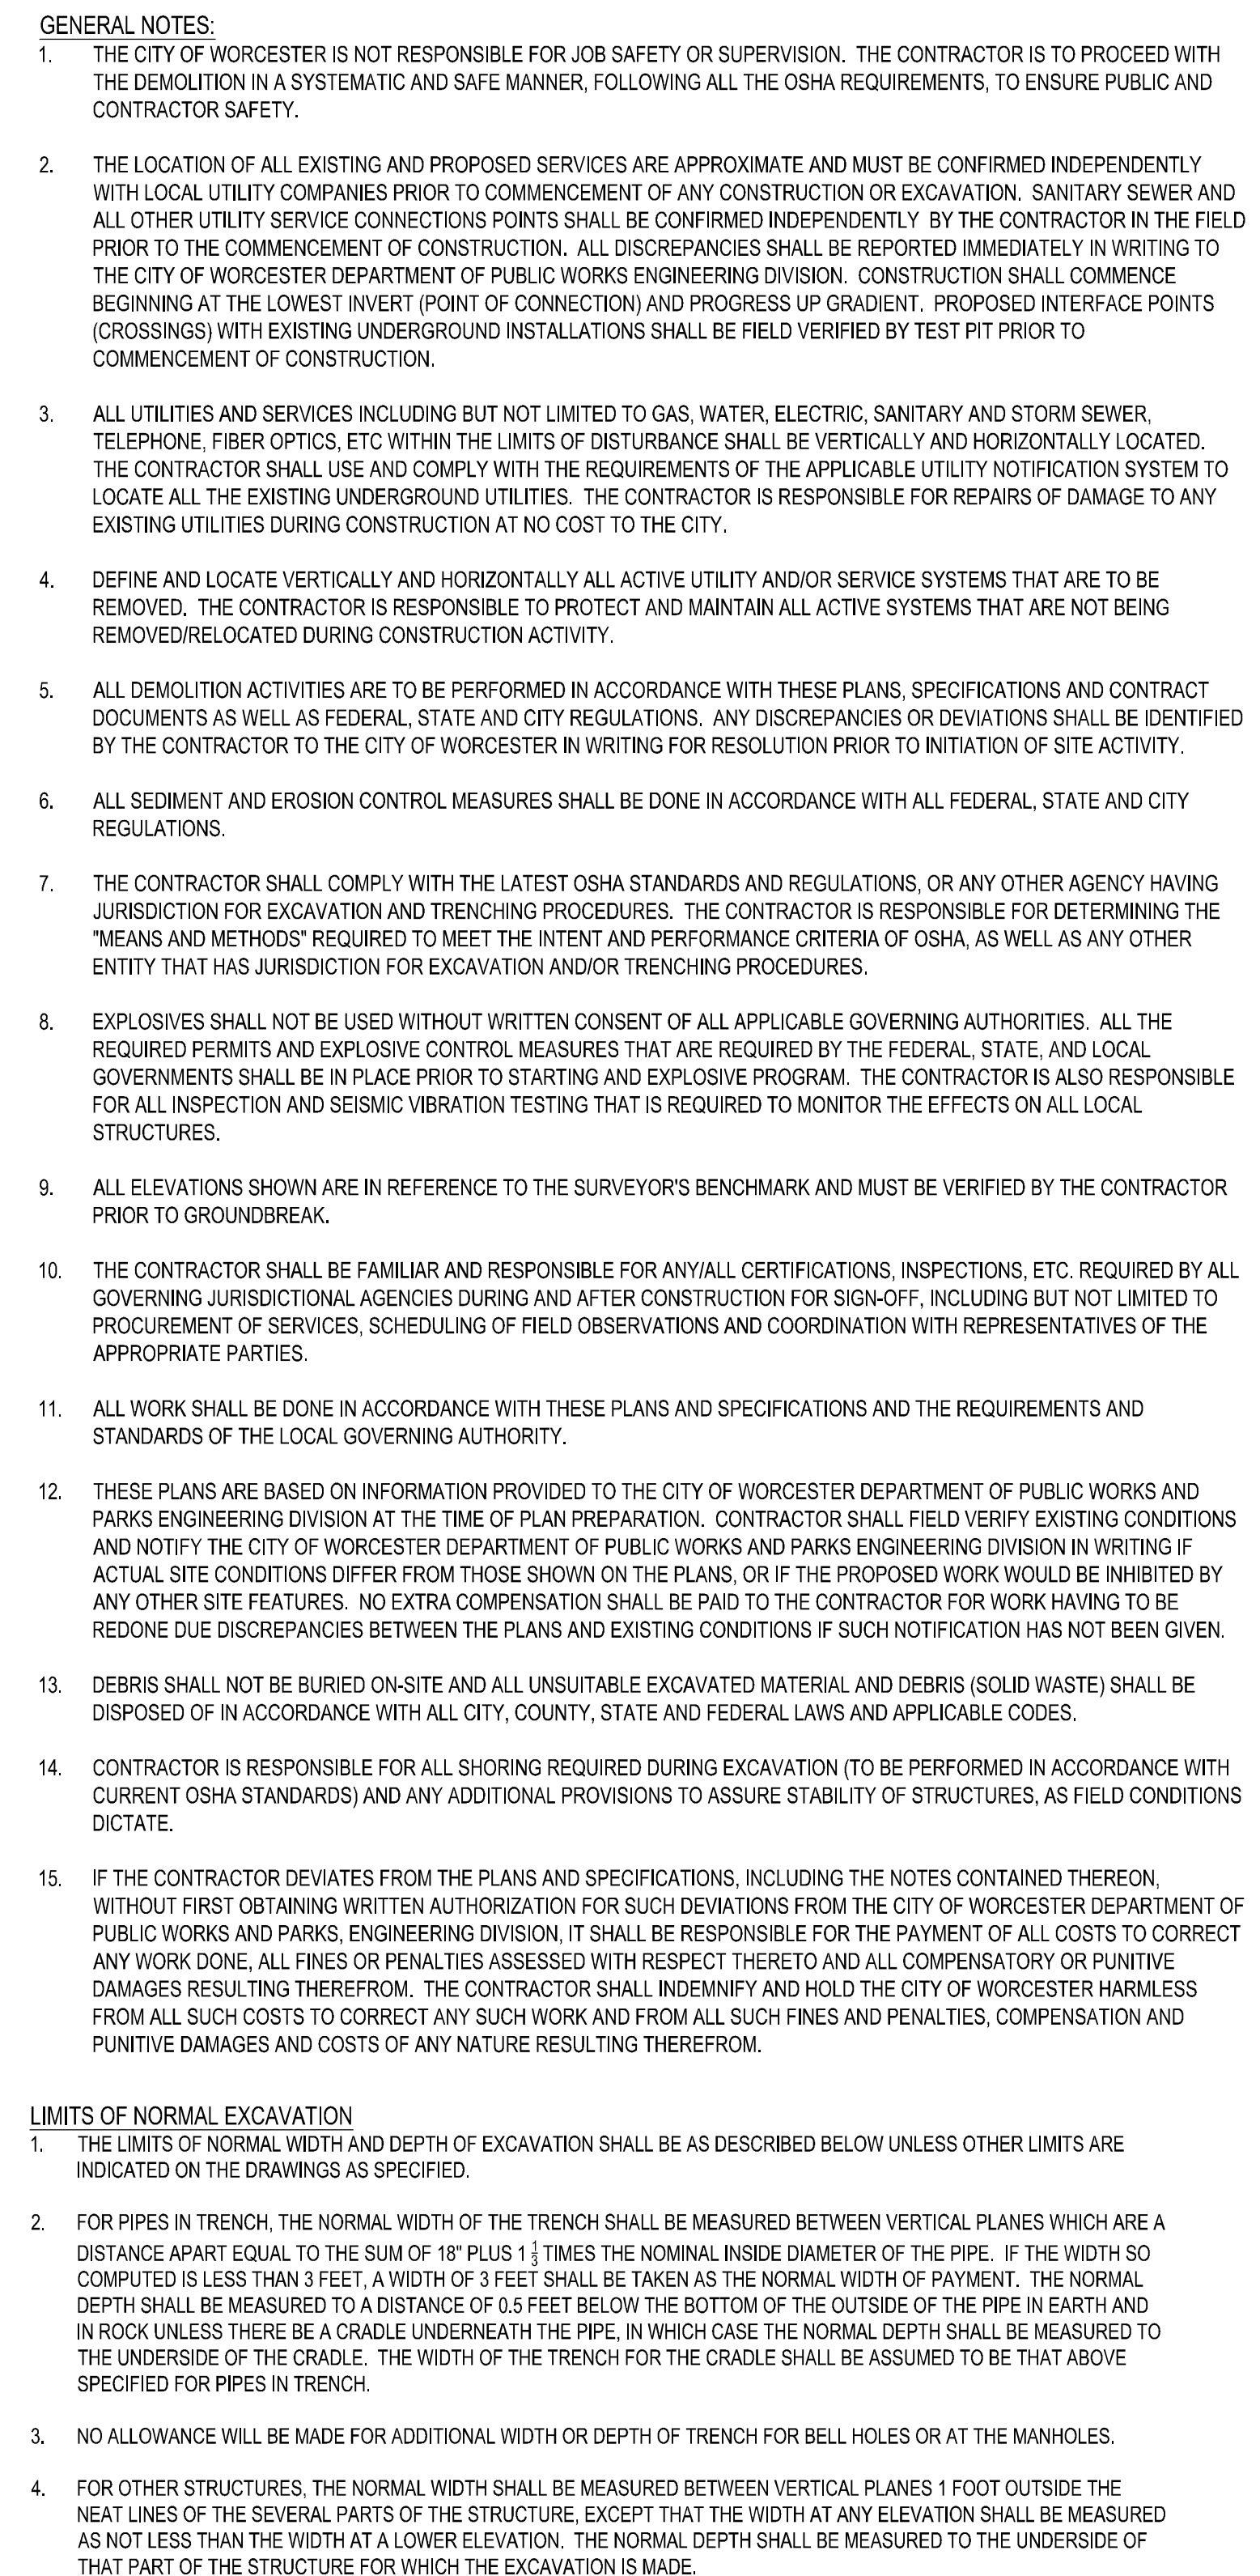 GENERAL NOTES:
1. THE CITY OF WORCESTER IS NOT RESPONSIBLE FOR JOB SAFETY OR SUPERVISION. THE CONTRACTOR IS TO PROCEED WITH
THE DEMOLITION IN A SYSTEMATIC AND SAFE MANNER, FOLLOWING ALL THE OSHA REQUIREMENTS, TO ENSURE PUBLIC AND
CONTRACTOR SAFETY.
2. THE LOCATION OF ALL EXISTING AND PROPOSED SERVICES ARE APPROXIMATE AND MUST BE CONFIRMED INDEPENDENTLY
WITH LOCAL UTILITY COMPANIES PRIOR TO COMMENCEMENT OF ANY CONSTRUCTION OR EXCAVATION. SANITARY SEWER AND
ALL OTHER UTILITY SERVICE CONNECTIONS POINTS SHALL BE CONFIRMED INDEPENDENTLY BY THE CONTRACTOR IN THE FIELD
PRIOR TO THE COMMENCEMENT OF CONSTRUCTION. ALL DISCREPANCIES SHALL BE REPORTED IMMEDIATELY IN WRITING TO
THE CITY OF WORCESTER DEPARTMENT OF PUBLIC WORKS ENGINEERING DIVISION. CONSTRUCTION SHALL COMMENCE
BEGINNING AT THE LOWEST INVERT (POINT OF CONNECTION) AND PROGRESS UP GRADIENT. PROPOSED INTERFACE POINTS
(CROSSINGS) WITH EXISTING UNDERGROUND INSTALLATIONS SHALL BE FIELD VERIFIED BY TEST PIT PRIOR TO
COMMENCEMENT OF CONSTRUCTION.
3. ALL UTILITIES AND SERVICES INCLUDING BUT NOT LIMITED TO GAS, WATER, ELECTRIC, SANITARY AND STORM SEWER,
TELEPHONE, FIBER OPTICS, ETC WITHIN THE LIMITS OF DISTURBANCE SHALL BE VERTICALLY AND HORIZONTALLY LOCATED.
THE CONTRACTOR SHALL USE AND COMPLY WITH THE REQUIREMENTS OF THE APPLICABLE UTILITY NOTIFICATION SYSTEM TO
LOCATE ALL THE EXISTING UNDERGROUND UTILITIES. THE CONTRACTOR IS RESPONSIBLE FOR REPAIRS OF DAMAGE TO ANY
EXISTING UTILITIES DURING CONSTRUCTION AT NO COST TO THE CITY.
4. DEFINE AND LOCATE VERTICALLY AND HORIZONTALLY ALL ACTIVE UTILITY AND/OR SERVICE SYSTEMS THAT ARE TO BE
REMOVED. THE CONTRACTOR IS RESPONSIBLE TO PROTECT AND MAINTAIN ALL ACTIVE SYSTEMS THAT ARE NOT BEING
REMOVED/RELOCATED DURING CONSTRUCTION ACTIVITY.
5. ALL DEMOLITION ACTIVITIES ARE TO BE PERFORMED IN ACCORDANCE WITH THESE PLANS, SPECIFICATIONS AND CONTRACT
DOCUMENTS AS WELL AS FEDERAL, STATE AND CITY REGULATIONS. ANY DISCREPANCIES OR DEVIATIONS SHALL BE IDENTIFIED
BY THE CONTRACTOR TO THE CITY OF WORCESTER IN WRITING FOR RESOLUTION PRIOR TO INITIATION OF SITE ACTIVITY.
6. ALL SEDIMENT AND EROSION CONTROL MEASURES SHALL BE DONE IN ACCORDANCE WITH ALL FEDERAL, STATE AND CITY
REGULATIONS.
7. THE CONTRACTOR SHALL COMPLY WITH THE LATEST OSHA STANDARDS AND REGULATIONS, OR ANY OTHER AGENCY HAVING
JURISDICTION FOR EXCAVATION AND TRENCHING PROCEDURES. THE CONTRACTOR IS RESPONSIBLE FOR DETERMINING THE
"MEANS AND METHODS" REQUIRED TO MEET THE INTENT AND PERFORMANCE CRITERIA OF OSHA, AS WELL AS ANY OTHER
ENTITY THAT HAS JURISDICTION FOR EXCAVATION AND/OR TRENCHING PROCEDURES.
8. EXPLOSIVES SHALL NOT BE USED WITHOUT WRITTEN CONSENT OF ALL APPLICABLE GOVERNING AUTHORITIES. ALL THE
REQUIRED PERMITS AND EXPLOSIVE CONTROL MEASURES THAT ARE REQUIRED BY THE FEDERAL, STATE, AND LOCAL
GOVERNMENTS SHALL BE IN PLACE PRIOR TO STARTING AND EXPLOSIVE PROGRAM. THE CONTRACTOR IS ALSO RESPONSIBLE
FOR ALL INSPECTION AND SEISMIC VIBRATION TESTING THAT IS REQUIRED TO MONITOR THE EFFECTS ON ALL LOCAL
STRUCTURES.
9. ALL ELEVATIONS SHOWN ARE IN REFERENCE TO THE SURVEYOR'S BENCHMARK AND MUST BE VERIFIED BY THE CONTRACTOR
PRIOR TO GROUNDBREAK.
10. THE CONTRACTOR SHALL BE FAMILIAR AND RESPONSIBLE FOR ANY/ALL CERTIFICATIONS, INSPECTIONS, ETC. REQUIRED BY ALL
GOVERNING JURISDICTIONAL AGENCIES DURING AND AFTER CONSTRUCTION FOR SIGN-OFF, INCLUDING BUT NOT LIMITED TO
PROCUREMENT OF SERVICES, SCHEDULING OF FIELD OBSERVATIONS AND COORDINATION WITH REPRESENTATIVES OF THE
APPROPRIATE PARTIES.
11. ALL WORK SHALL BE DONE IN ACCORDANCE WITH THESE PLANS AND SPECIFICATIONS AND THE REQUIREMENTS AND
STANDARDS OF THE LOCAL GOVERNING AUTHORITY.
12. THESE PLANS ARE BASED ON INFORMATION PROVIDED TO THE CITY OF WORCESTER DEPARTMENT OF PUBLIC WORKS AND
PARKS ENGINEERING DIVISION AT THE TIME OF PLAN PREPARATION. CONTRACTOR SHALL FIELD VERIFY EXISTING CONDITIONS
AND NOTIFY THE CITY OF WORCESTER DEPARTMENT OF PUBLIC WORKS AND PARKS ENGINEERING DIVISION IN WRITING IF
ACTUAL SITE CONDITIONS DIFFER FROM THOSE SHOWN ON THE PLANS, OR IF THE PROPOSED WORK WOULD BE INHIBITED BY
ANY OTHER SITE FEATURES. NO EXTRA COMPENSATION SHALL BE PAID TO THE CONTRACTOR FOR WORK HAVING TO BE
REDONE DUE DISCREPANCIES BETWEEN THE PLANS AND EXISTING CONDITIONS IF SUCH NOTIFICATION HAS NOT BEEN GIVEN.
13. DEBRIS SHALL NOT BE BURIED ON-SITE AND ALL UNSUITABLE EXCAVATED MATERIAL AND DEBRIS (SOLID WASTE) SHALL BE
DISPOSED OF IN ACCORDANCE WITH ALL CITY, COUNTY, STATE AND FEDERAL LAWS AND APPLICABLE CODES.
14. CONTRACTOR IS RESPONSIBLE FOR ALL SHORING REQUIRED DURING EXCAVATION (TO BE PERFORMED IN ACCORDANCE WITH
CURRENT OSHA STANDARDS) AND ANY ADDITIONAL PROVISIONS TO ASSURE STABILITY OF STRUCTURES, AS FIELD CONDITIONS
DICTATE.
15. IF THE CONTRACTOR DEVIATES FROM THE PLANS AND SPECIFICATIONS, INCLUDING THE NOTES CONTAINED THEREON,
WITHOUT FIRST OBTAINING WRITTEN AUTHORIZATION FOR SUCH DEVIATIONS FROM THE CITY OF WORCESTER DEPARTMENT OF
PUBLIC WORKS AND PARKS, ENGINEERING DIVISION, IT SHALL BE RESPONSIBLE FOR THE PAYMENT OF ALL COSTS TO CORRECT
ANY WORK DONE, ALL FINES OR PENALTIES ASSESSED WITH RESPECT THERETO AND ALL COMPENSATORY OR PUNITIVE
DAMAGES RESULTING THEREFROM. THE CONTRACTOR SHALL INDEMNIFY AND HOLD THE CITY OF WORCESTER HARMLESS
FROM ALL SUCH COSTS TO CORRECT ANY SUCH WORK AND FROM ALL SUCH FINES AND PENALTIES, COMPENSATION AND
PUNITIVE DAMAGES AND COSTS OF ANY NATURE RESULTING THEREFROM.
LIMITS OF NORMAL EXCAVATION
1. THE LIMITS OF NORMAL WIDTH AND DEPTH OF EXCAVATION SHALL BE AS DESCRIBED BELOW UNLESS OTHER LIMITS ARE
INDICATED ON THE DRAWINGS AS SPECIFIED.
2. FOR PIPES IN TRENCH, THE NORMAL WIDTH OF THE TRENCH SHALL BE MEASURED BETWEEN VERTICAL PLANES WHICH ARE A
DISTANCE APART EQUAL TO THE SUM OF 18" PLUS 1 1/3 TIMES THE NOMINAL INSIDE DIAMETER OF THE PIPE. IF THE WIDTH SO
COMPUTED IS LESS THAN 3 FEET, A WIDTH OF 3 FEET SHALL BE TAKEN AS THE NORMAL WIDTH OF PAYMENT. THE NORMAL
DEPTH SHALL BE MEASURED TO A DISTANCE OF 0.5 FEET BELOW THE BOTTOM OF THE OUTSIDE OF THE PIPE IN EARTH AND
IN ROCK UNLESS THERE BE A CRADLE UNDERNEATH THE PIPE, IN WHICH CASE THE NORMAL DEPTH SHALL BE MEASURED TO
THE UNDERSIDE OF THE CRADLE. THE WIDTH OF THE TRENCH FOR THE CRADLE SHALL BE ASSUMED TO BE THAT ABOVE
SPECIFIED FOR PIPES IN TRENCH.
3. NO ALLOWANCE WILL BE MADE FOR ADDITIONAL WIDTH OR DEPTH OF TRENCH FOR BELL HOLES OR AT THE MANHOLES.
4. FOR OTHER STRUCTURES, THE NORMAL WIDTH SHALL BE MEASURED BETWEEN VERTICAL PLANES 1 FOOT OUTSIDE THE
NEAT LINES OF THE SEVERAL PARTS OF THE STRUCTURE, EXCEPT THAT THE WIDTH AT ANY ELEVATION SHALL BE MEASURED
AS NOT LESS THAN THE WIDTH AT A LOWER ELEVATION. THE NORMAL DEPTH SHALL BE MEASURED TO THE UNDERSIDE OF
THAT PART OF THE STRUCTURE FOR WHICH THE EXCAVATION IS MADE.